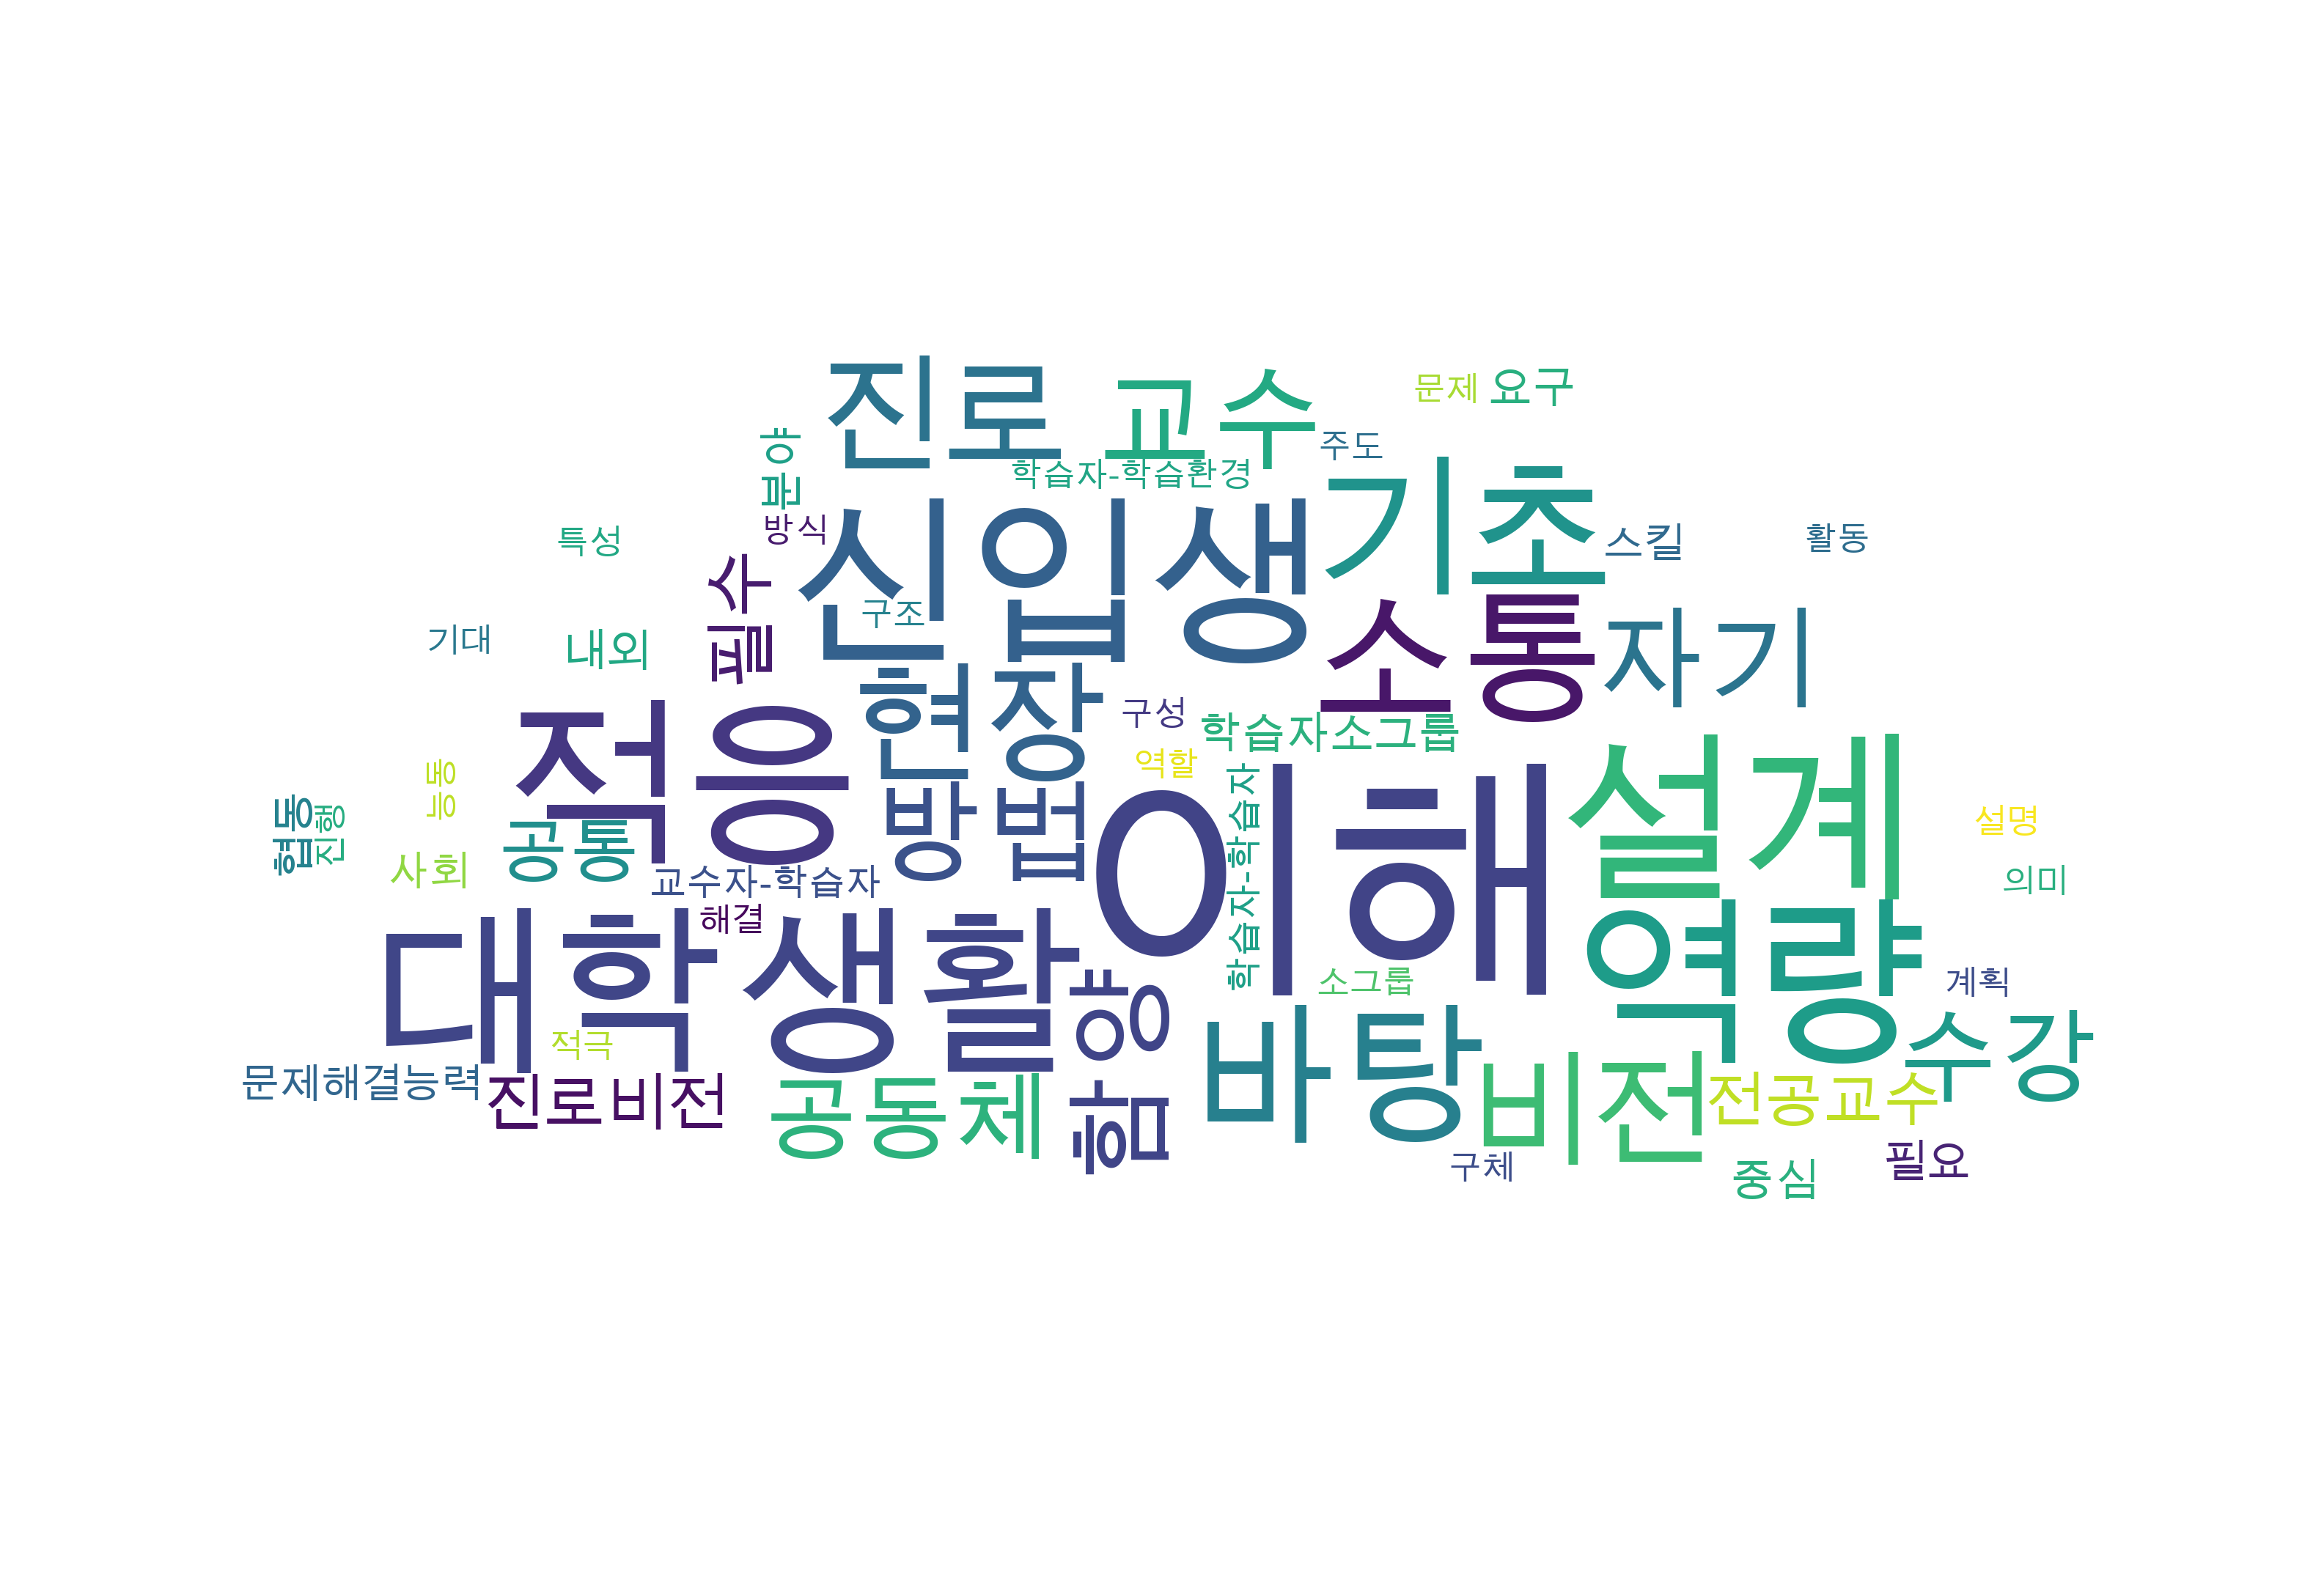 진로
교수
문제
요구
주도
분야
학습자-학습환경
기초
방식
신입생
특성
스킬
활동
필수
구조
소통
자기
기대
내외
현장
구성
학습자소그룹
적응
역할
이해
설계
학습자-학습자
방법
능동
협동
진행
공통
설명
사회
교수자-학습자
의미
해결
대학생활
역량
소그룹
계획
함양
바탕
수강
적극
문제해결능력
진로비전
공동체
비전
전공교수
구체
중심
필요